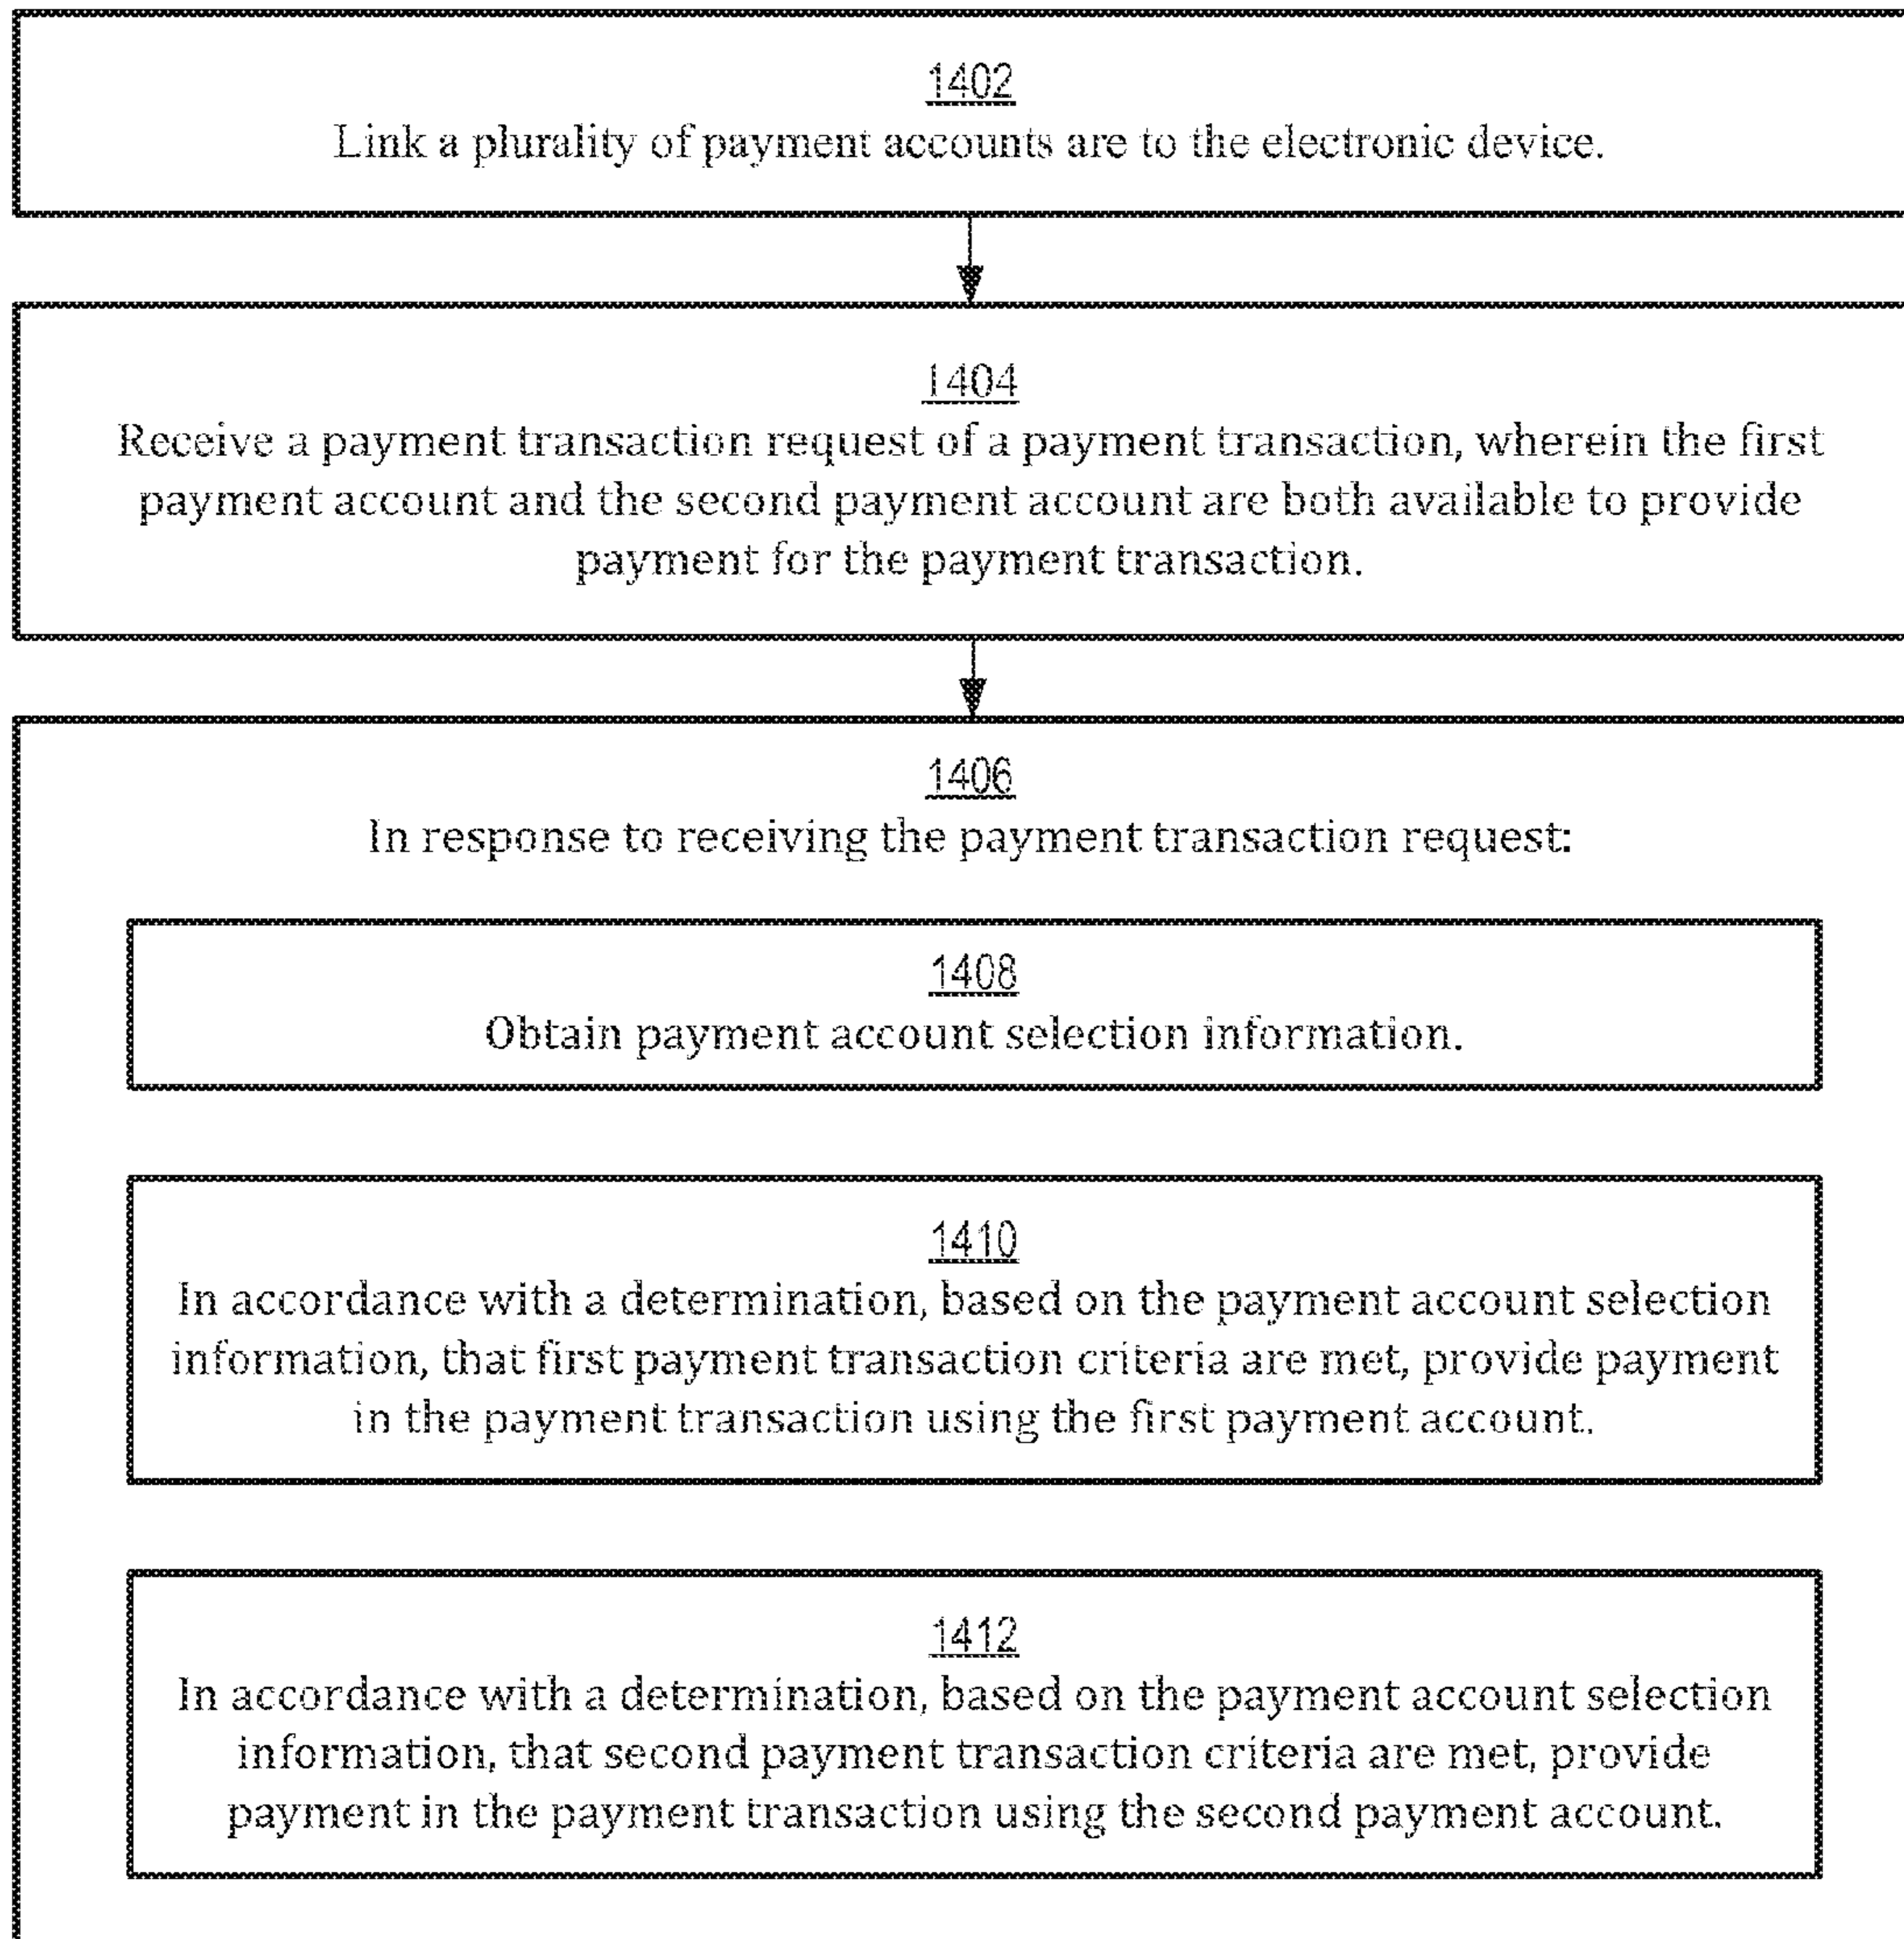 1402
Link a plurality of payment accounts are to the electronic device.
1404
Receive a payment transaction request of a payment transaction, wherein the first
payment account and the second payment account are both available to provide
payment for the payment transaction.
1406
In response to receiving the payment transaction request:
1408
Obtain payment account selection information.
1410
In accordance with a determination, based on the payment account selection
information, that first payment transaction criteria are met, provide payment
in the payment transaction using the first payment account.
1412
In accordance with a determination, based on the payment account selection
information, that second payment transaction criteria are met, provide
payment in the payment transaction using the second payment account.